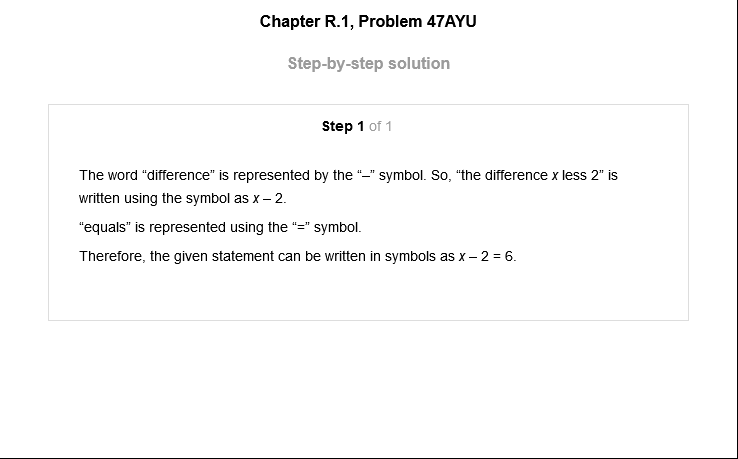 Chapter R.1, Problem 47AYU
Step-by-step solution
Step 1 of 1
The word “difference” is represented by the “–” symbol. So, “the difference x less 2” is
written using the symbol as x – 2.
“equals” is represented using the “=” symbol.
Therefore, the given statement can be written in symbols as x – 2 = 6.